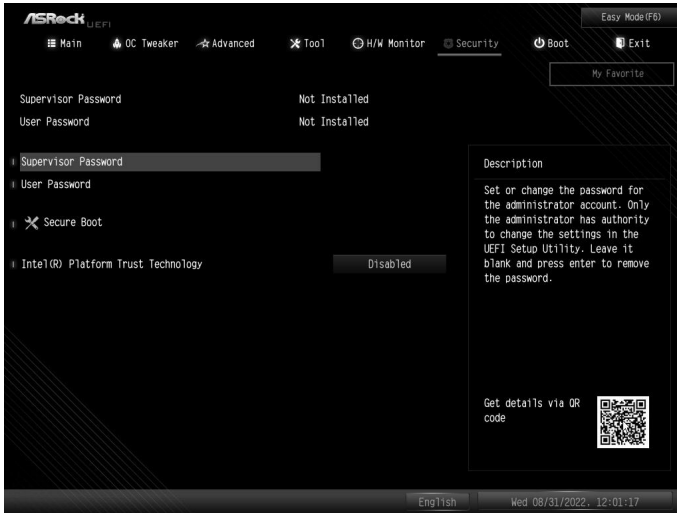 ASRock UEFI
Easy Mode(F6)
Main OC Tweaker Advanced Tool H/W Monitor Security Boot Exit
My Favorite
Supervisor Password Not Installed
User Password Not Installed
Supervisor Password
User Password
Secure Boot
Intel(R) Platform Trust Technology Disabled
Description
Set or change the password for
the administrator account. Only
the administrator has authority
to change the settings in the
UEFI Setup Utility. Leave it
blank and press enter to remove
the password.
Get details via QR
code
English Wed 08/31/2022. 12:01:17